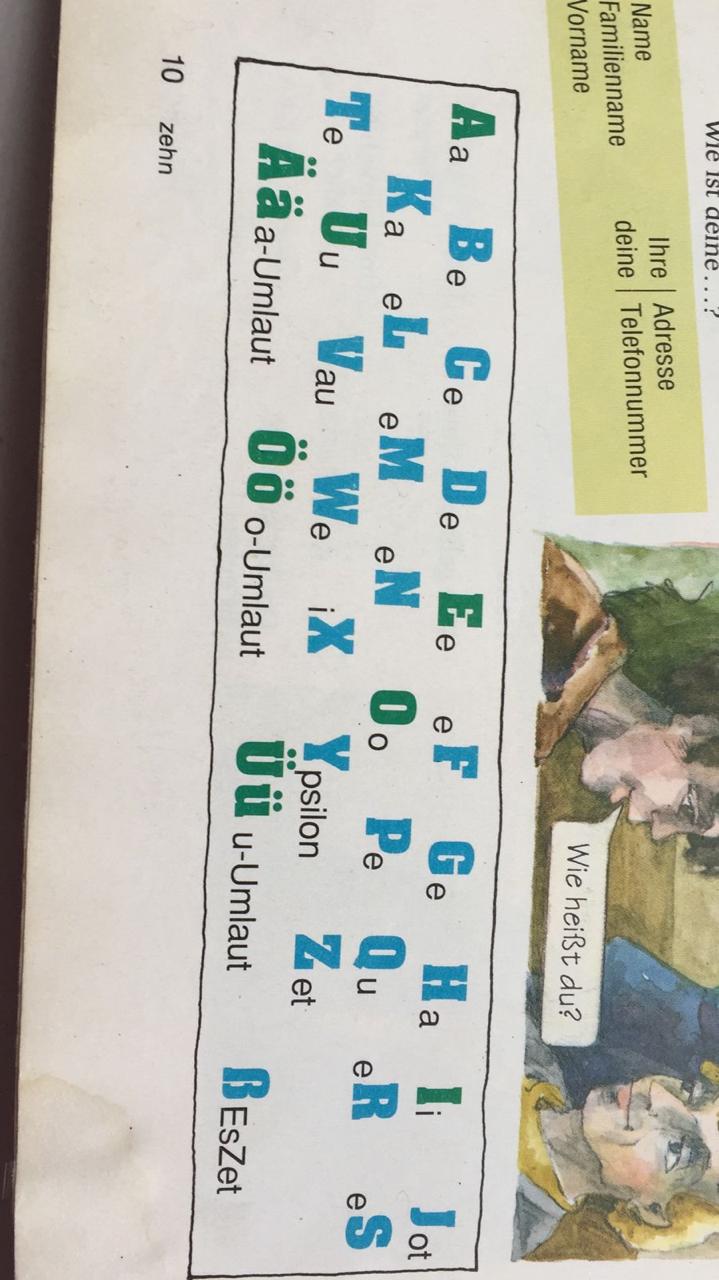 Wie ist deine...?
Name
Familienname
Vorname
Ihre | Adresse
deine | Telefonnummer
Wie heißt du?
Aa Be Ce De Ee eF Ge Ha Ii Jot
Ka eL eM eN Oo Pe Qu eR eS
Te Uu Vau We iX Ypsilon Zet
Ää a-Umlaut Öö o-Umlaut Üü u-Umlaut ß EsZet
10 zehn